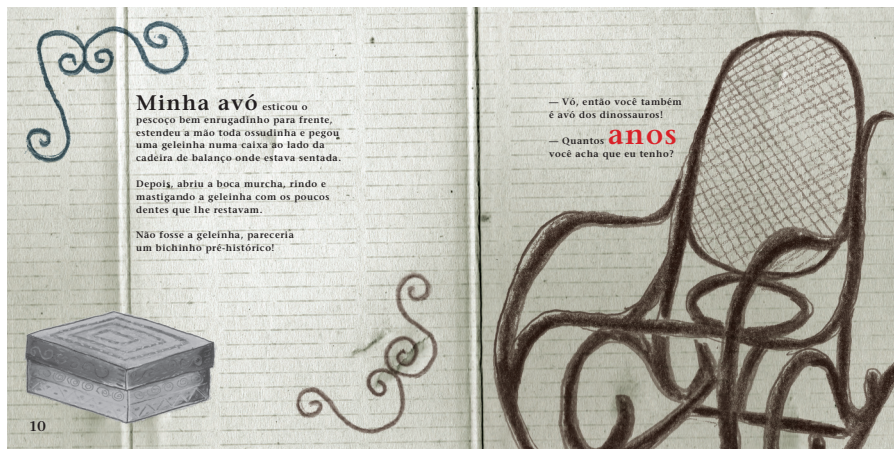 Minha avó esticou o
pescoço bem enrugadinho para frente,
estendeu a mão toda ossudinha e pegou
uma geleinha numa caixa ao lado da
cadeira de balanço onde estava sentada.
Depois, abriu a boca murcha, rindo e
mastigando a geleinha com os poucos
dentes que lhe restavam.
Não fosse a geleinha, pareceria
um bichinho pré-histórico!
10
— Vó, então você também
é avó dos dinossauros!
— Quantos anos
você acha que eu tenho?